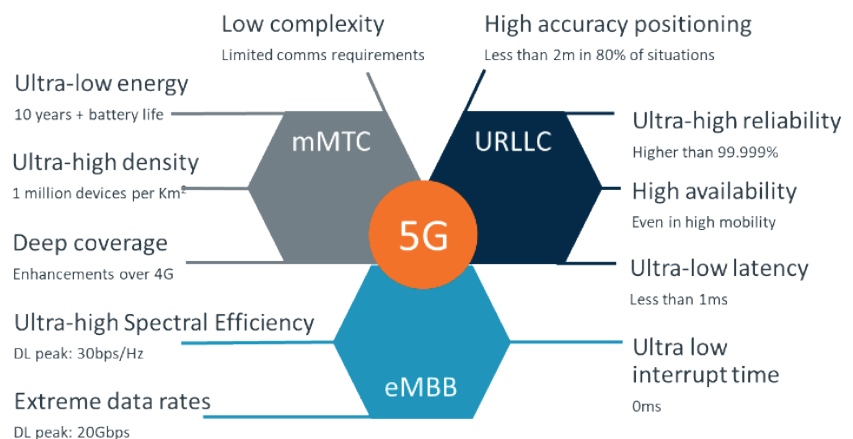 Low complexity
Limited comms requirements
High accuracy positioning
Less than 2m in 80% of situations
Ultra-low energy
10 years + battery life
mMTC
URLLC
Ultra-high reliability
Higher than 99.999%
Ultra-high density
1 million devices per Km²
High availability
Even in high mobility
5G
Deep coverage
Enhancements over 4G
Ultra-low latency
Less than 1ms
Ultra-high Spectral Efficiency
DL peak: 30bps/Hz
Ultra low
interrupt time
0ms
eMBB
Extreme data rates
DL peak: 20Gbps